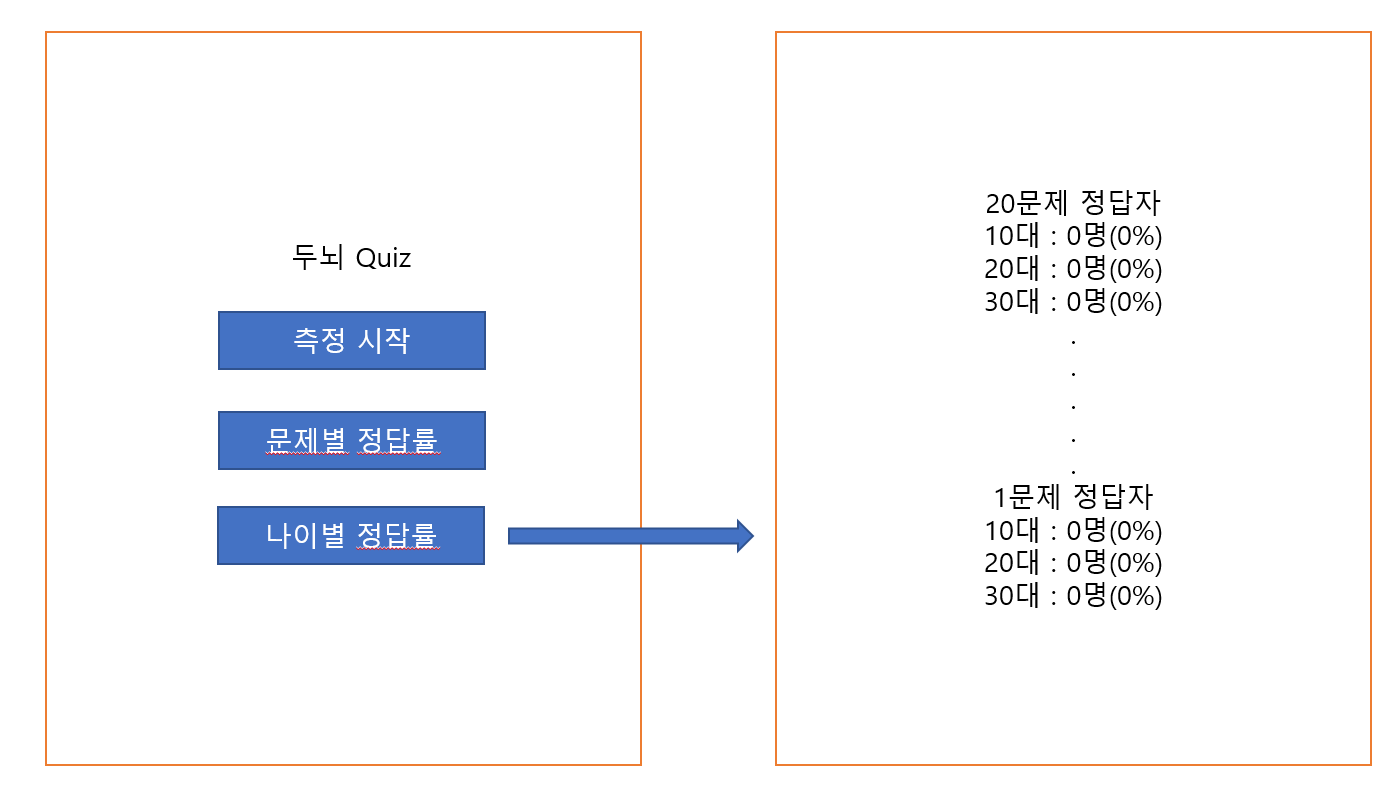 두뇌 Quiz
측정 시작
문제별 정답률
나이별 정답률
20문제 정답자
10대 : 0명(0%)
20대 : 0명(0%)
30대 : 0명(0%)
.
.
.
.
.
1문제 정답자
10대 : 0명(0%)
20대 : 0명(0%)
30대 : 0명(0%)